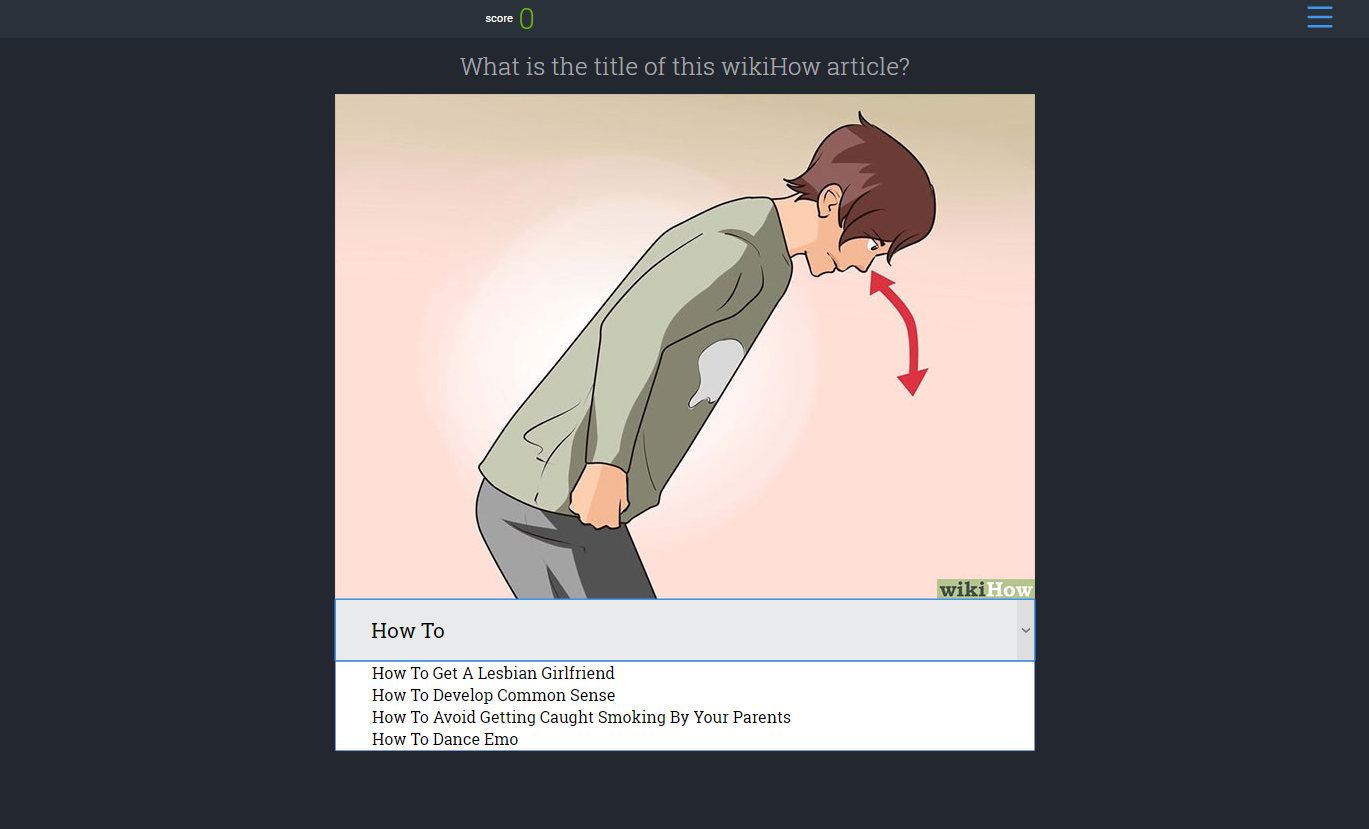 score 0
What is the title of this wikiHow article?
wikiHow
How To
How To Get A Lesbian Girlfriend
How To Develop Common Sense
How To Avoid Getting Caught Smoking By Your Parents
How To Dance Emo